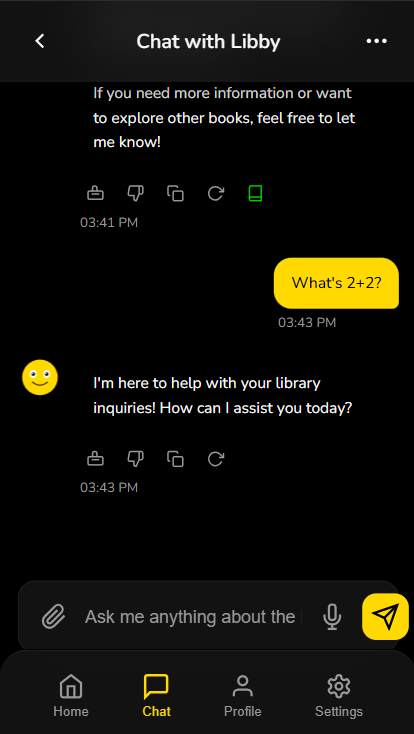 Chat with Libby
If you need more information or want
to explore other books, feel free to let
me know!
03:41 PM
What's 2+2?
03:43 PM
I'm here to help with your library
inquiries! How can I assist you today?
03:43 PM
Ask me anything about the
Home
Chat
Profile
Settings